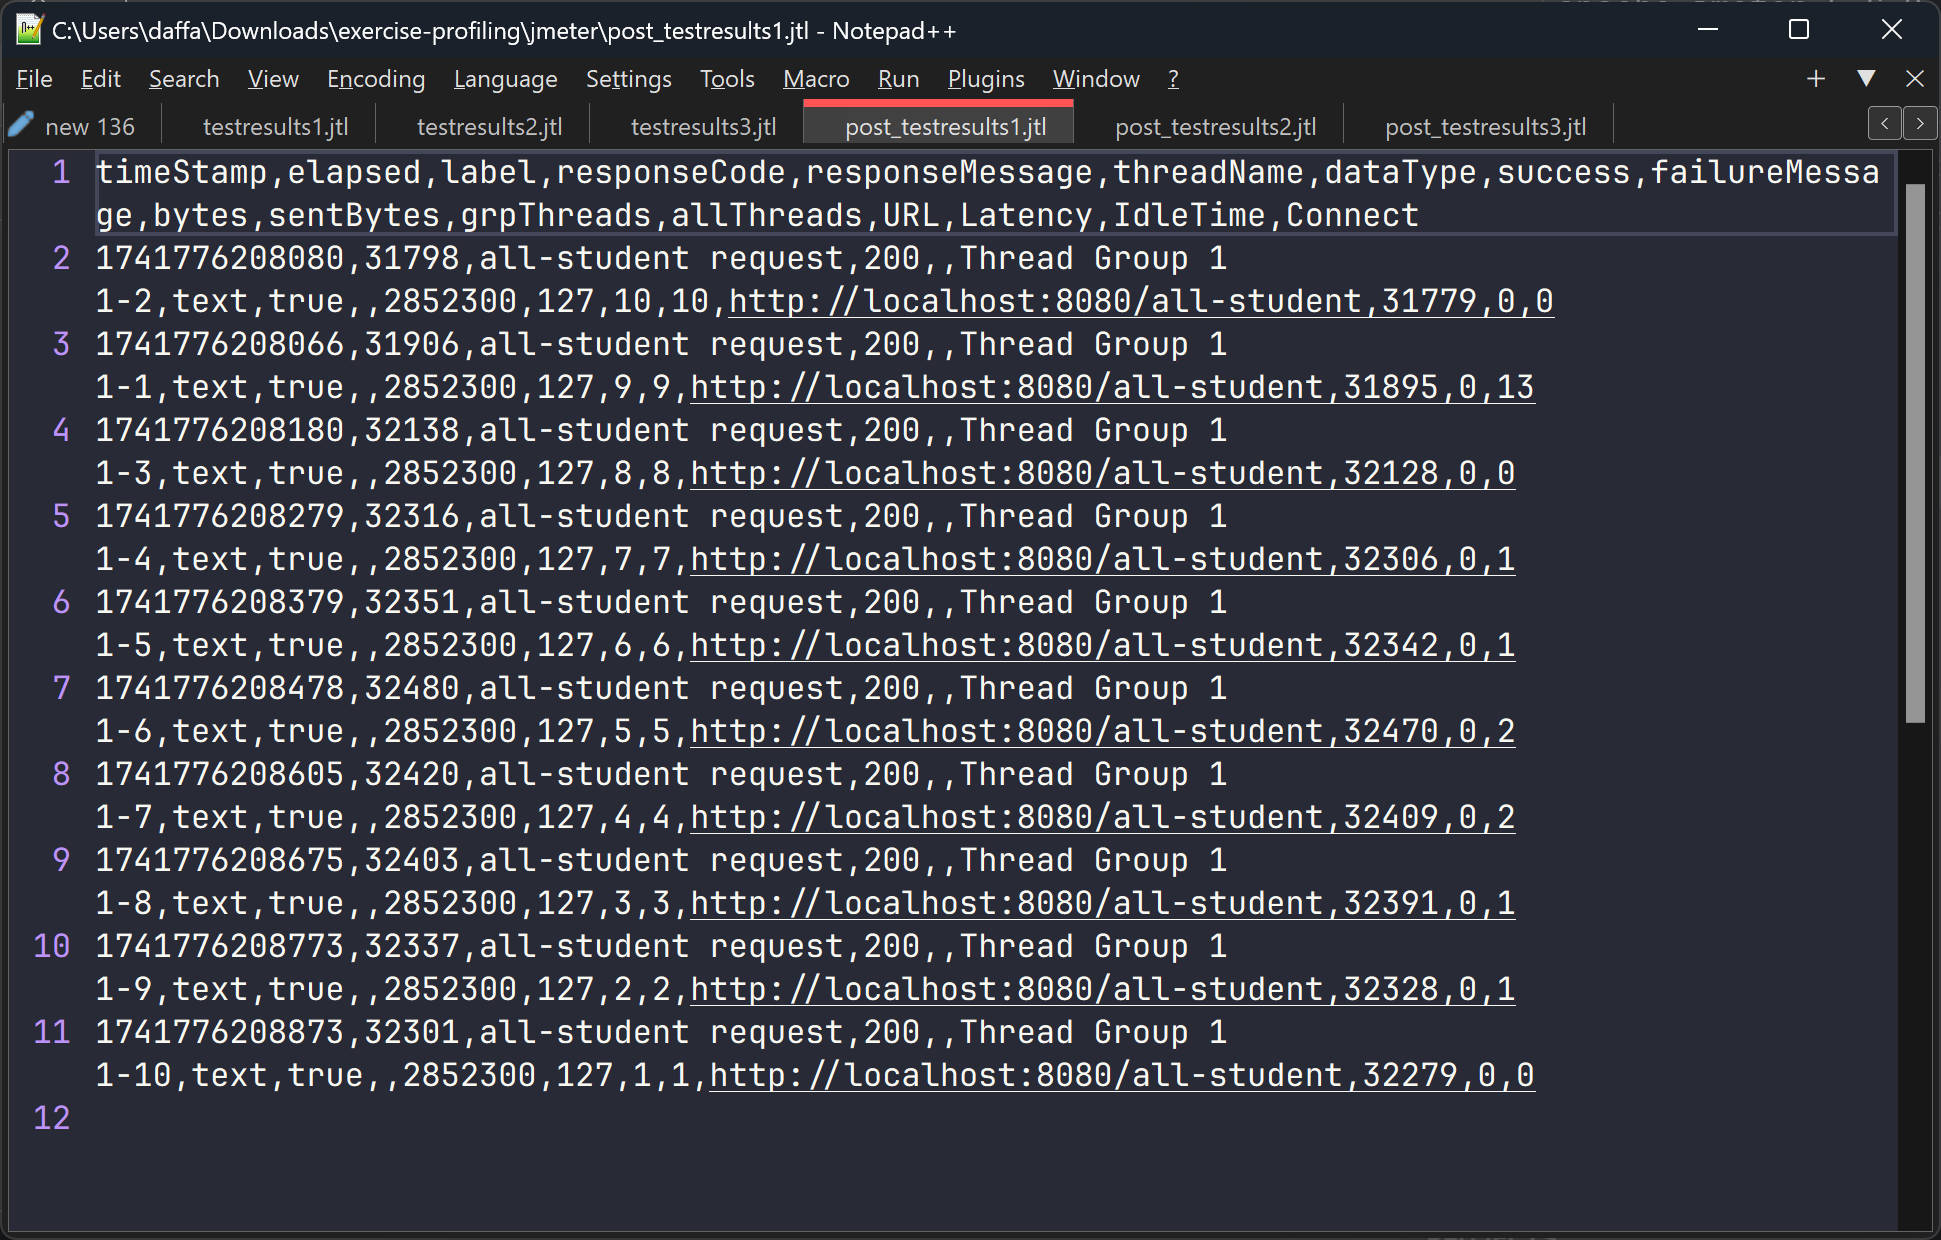 C:\Users\daffa\Downloads\exercise-profiling\jmeter\post_testresults1.jtl - Notepad++
File Edit Search View Encoding Language Settings Tools Macro Run Plugins Window ?
new 136 testresults1.jtl testresults2.jtl testresults3.jtl post_testresults1.jtl post_testresults2.jtl post_testresults3.jtl
1 timeStamp,elapsed,label,responseCode,responseMessage,threadName,dataType,success,failureMessa
ge,bytes,sentBytes,grpThreads,allThreads,URL,Latency,IdleTime,Connect
2 1741776208080,31798,all-student request,200,,Thread Group 1
1-2,text,true,,2852300,127,10,10,http://localhost:8080/all-student,31779,0,0
3 1741776208066,31906,all-student request,200,,Thread Group 1
1-1,text,true,,2852300,127,9,9,http://localhost:8080/all-student,31895,0,13
4 1741776208180,32138,all-student request,200,,Thread Group 1
1-3,text,true,,2852300,127,8,8,http://localhost:8080/all-student,32128,0,0
5 1741776208279,32316,all-student request,200,,Thread Group 1
1-4,text,true,,2852300,127,7,7,http://localhost:8080/all-student,32306,0,1
6 1741776208379,32351,all-student request,200,,Thread Group 1
1-5,text,true,,2852300,127,6,6,http://localhost:8080/all-student,32342,0,1
7 1741776208478,32480,all-student request,200,,Thread Group 1
1-6,text,true,,2852300,127,5,5,http://localhost:8080/all-student,32470,0,2
8 1741776208605,32420,all-student request,200,,Thread Group 1
1-7,text,true,,2852300,127,4,4,http://localhost:8080/all-student,32409,0,2
9 1741776208675,32403,all-student request,200,,Thread Group 1
1-8,text,true,,2852300,127,3,3,http://localhost:8080/all-student,32391,0,1
10 1741776208773,32337,all-student request,200,,Thread Group 1
1-9,text,true,,2852300,127,2,2,http://localhost:8080/all-student,32328,0,1
11 1741776208873,32301,all-student request,200,,Thread Group 1
1-10,text,true,,2852300,127,1,1,http://localhost:8080/all-student,32279,0,0
12